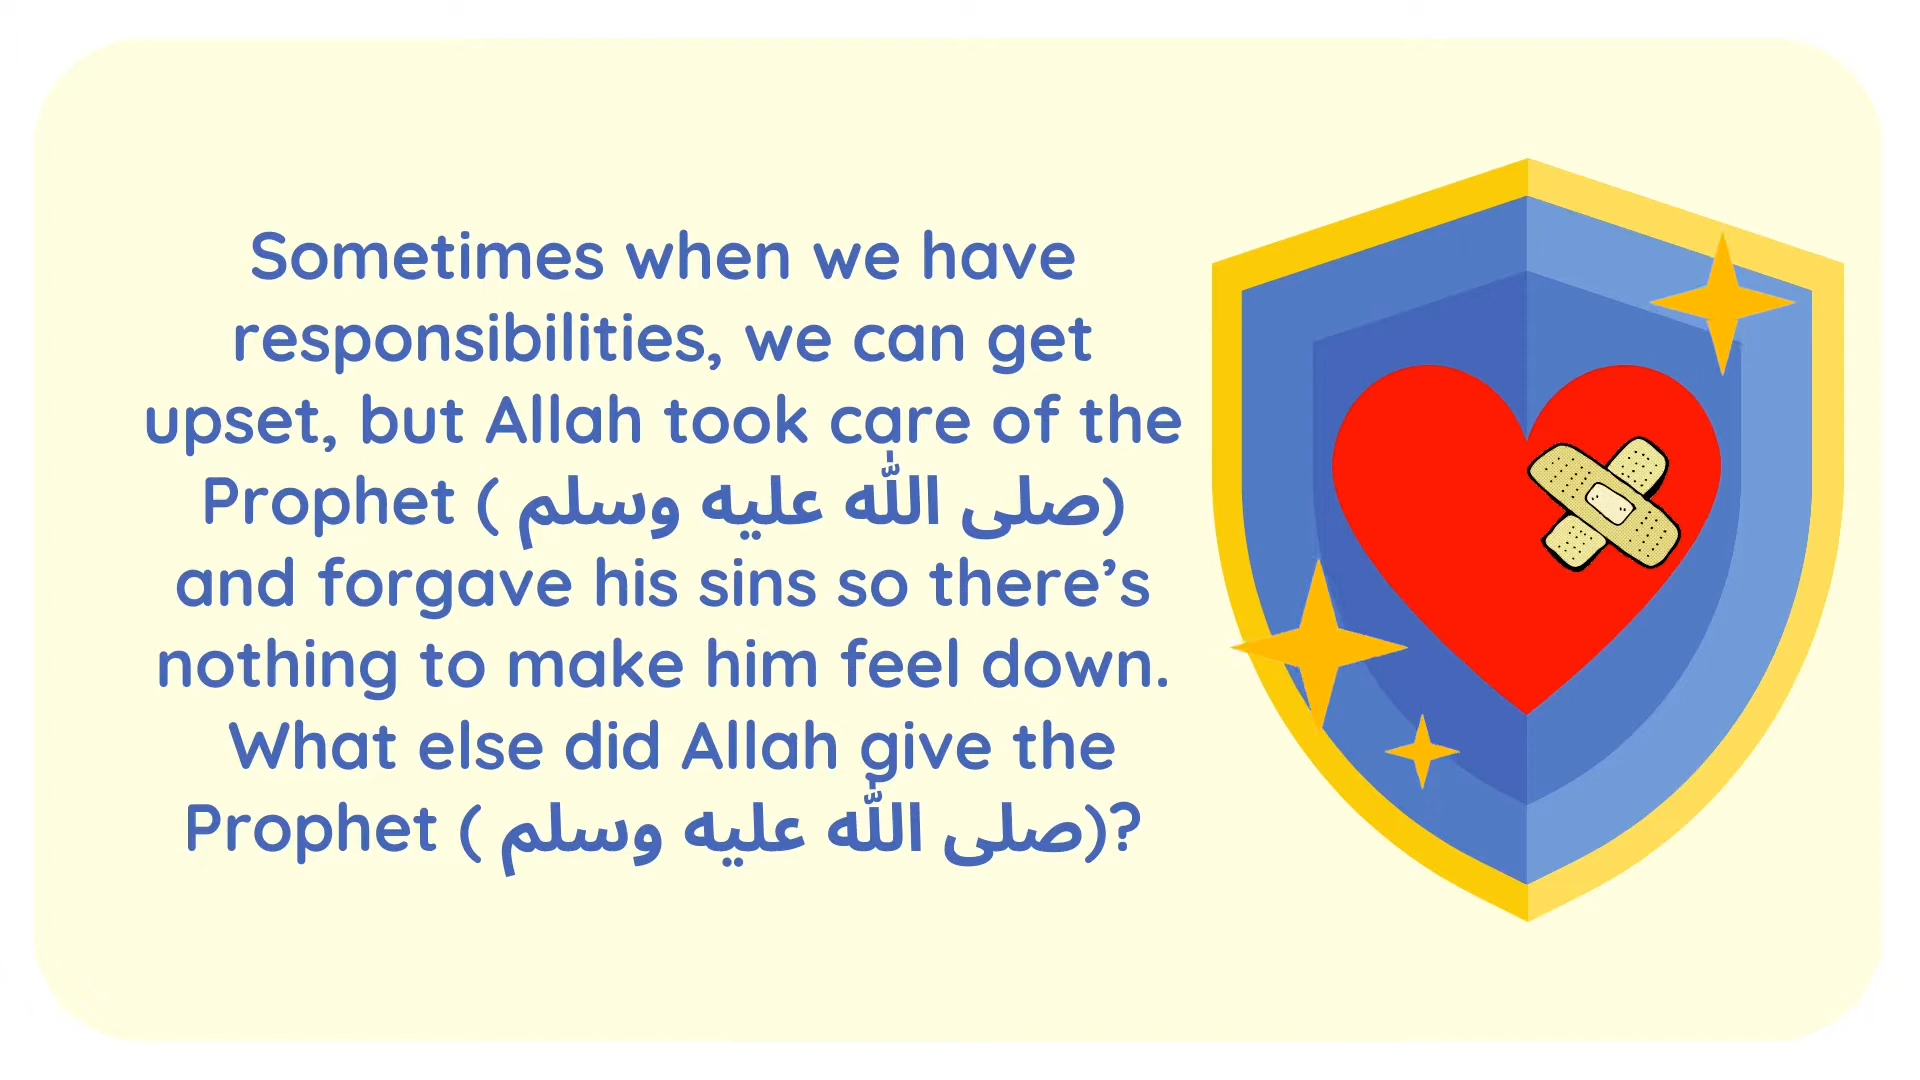 Sometimes when we have
responsibilities, we can get
upset, but Allah took care of the
Prophet (صلى الله عليه وسلم)
and forgave his sins so there’s
nothing to make him feel down.
What else did Allah give the
Prophet (صلى الله عليه وسلم)?